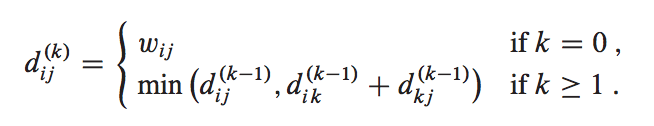 d_{ij}^{(k)} = { w_{ij} if k = 0 ,
min (d_{ij}^{(k-1)}, d_{ik}^{(k-1)} + d_{kj}^{(k-1)}) if k ≥ 1 .